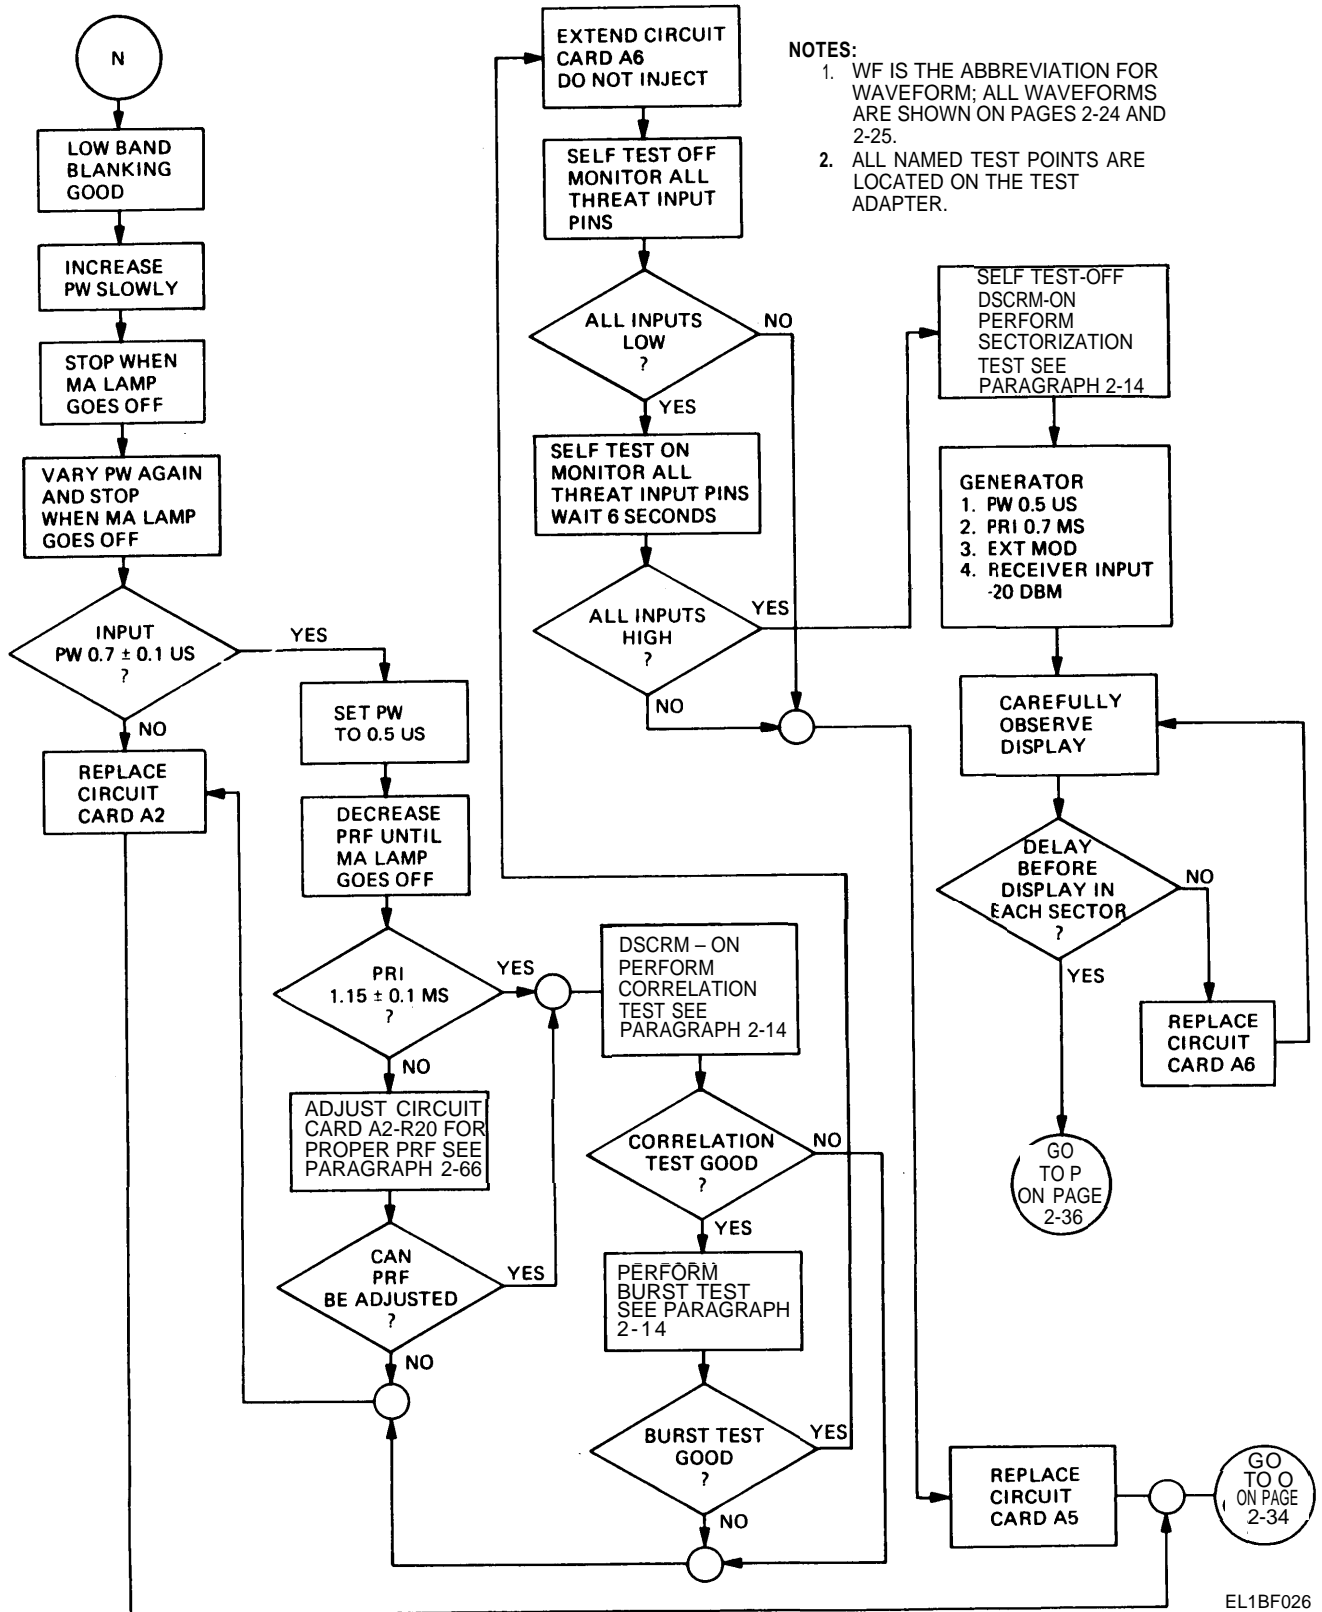 N
LOW BAND
BLANKING
GOOD
INCREASE
PW SLOWLY
STOP WHEN
MA LAMP
GOES OFF
VARY PW AGAIN
AND STOP
WHEN MA LAMP
GOES OFF
INPUT
PW 0.7 ± 0.1 US
?
YES
NO
REPLACE
CIRCUIT
CARD A2
SET PW
TO 0.5 US
DECREASE
PRF UNTIL
MA LAMP
GOES OFF
PRI
1.15 ± 0.1 MS
?
YES
NO
ADJUST CIRCUIT
CARD A2-R20 FOR
PROPER PRF SEE
PARAGRAPH 2-66
CAN
PRF
BE ADJUSTED
?
YES
NO
DSCRM – ON
PERFORM
CORRELATION
TEST SEE
PARAGRAPH 2-14
CORRELATION
TEST GOOD
?
NO
YES
PERFORM
BURST TEST
SEE PARAGRAPH
2-14
BURST TEST
GOOD
?
YES
NO
EXTEND CIRCUIT
CARD A6
DO NOT INJECT
SELF TEST OFF
MONITOR ALL
THREAT INPUT
PINS
ALL INPUTS
LOW
?
NO
YES
SELF TEST ON
MONITOR ALL
THREAT INPUT PINS
WAIT 6 SECONDS
ALL INPUTS
HIGH
?
YES
NO
NOTES:
1. WF IS THE ABBREVIATION FOR
WAVEFORM; ALL WAVEFORMS
ARE SHOWN ON PAGES 2-24 AND
2-25.
2. ALL NAMED TEST POINTS ARE
LOCATED ON THE TEST
ADAPTER.
SELF TEST-OFF
DSCRM-ON
PERFORM
SECTORIZATION
TEST SEE
PARAGRAPH 2-14
GENERATOR
1. PW 0.5 US
2. PRI 0.7 MS
3. EXT MOD
4. RECEIVER INPUT
-20 DBM
CAREFULLY
OBSERVE
DISPLAY
DELAY
BEFORE
DISPLAY IN
EACH SECTOR
?
NO
YES
REPLACE
CIRCUIT
CARD A6
GO
TO P
ON PAGE
2-36
REPLACE
CIRCUIT
CARD A5
GO
TO O
ON PAGE
2-34
EL1BF026